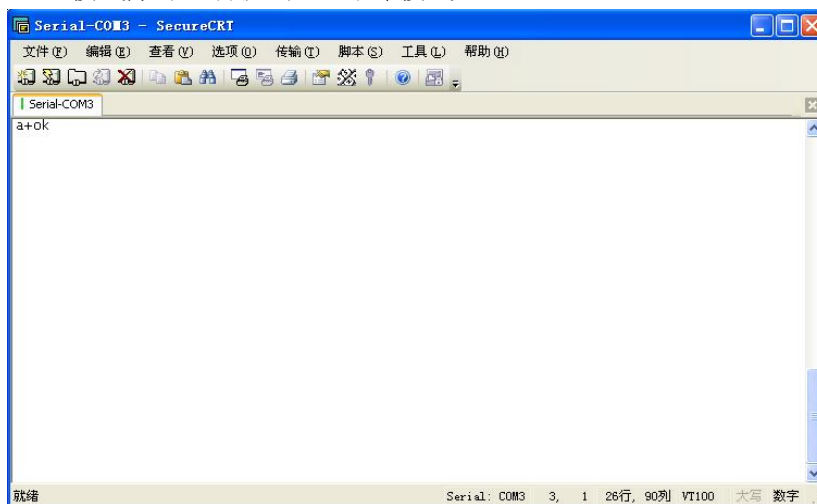 Serial-COM3 - SecureCRT
文件(F) 编辑(E) 查看(V) 选项(O) 传输(T) 脚本(S) 工具(L) 帮助(H)
Serial-COM3
a+ok
就绪 Serial: COM3 3, 1 26行, 90列 VT100 大写 数字